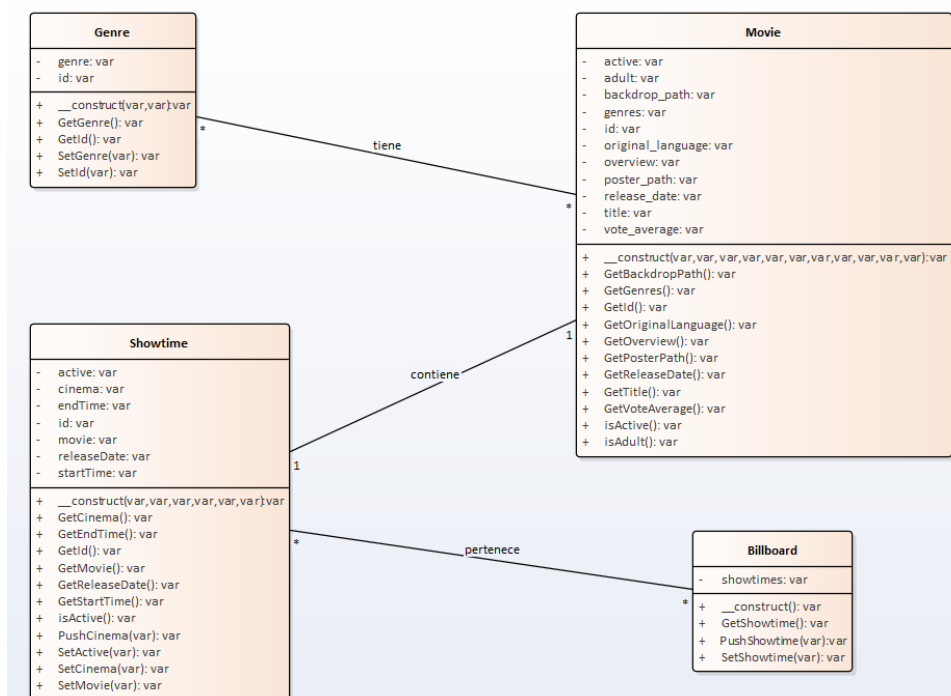 Genre
- genre: var
- id: var
+ __construct(var,var):var
+ GetGenre(): var
+ GetId(): var
+ SetGenre(var): var
+ SetId(var): var
*
tiene
*
Movie
- active: var
- adult: var
- backdrop_path: var
- genres: var
- id: var
- original_language: var
- overview: var
- poster_path: var
- release_date: var
- title: var
- vote_average: var
+ __construct(var,var,var,var,var,var,var,var,var,var,var):var
+ GetBackdropPath(): var
+ GetGenres(): var
+ GetId(): var
+ GetOriginalLanguage(): var
+ GetOverview(): var
+ GetPosterPath(): var
+ GetReleaseDate(): var
+ GetTitle(): var
+ GetVoteAverage(): var
+ isActive(): var
+ isAdult(): var
1
contiene
1
Showtime
- active: var
- cinema: var
- endTime: var
- id: var
- movie: var
- releaseDate: var
- startTime: var
+ __construct(var,var,var,var,var,var):var
+ GetCinema(): var
+ GetEndTime(): var
+ GetId(): var
+ GetMovie(): var
+ GetReleaseDate(): var
+ GetStartTime(): var
+ isActive(): var
+ PushCinema(var): var
+ SetActive(var): var
+ SetCinema(var): var
+ SetMovie(var): var
*
pertenece
*
Billboard
- showtimes: var
+ __construct(): var
+ GetShowtime(): var
+ PushShowtime(var):var
+ SetShowtime(var): var